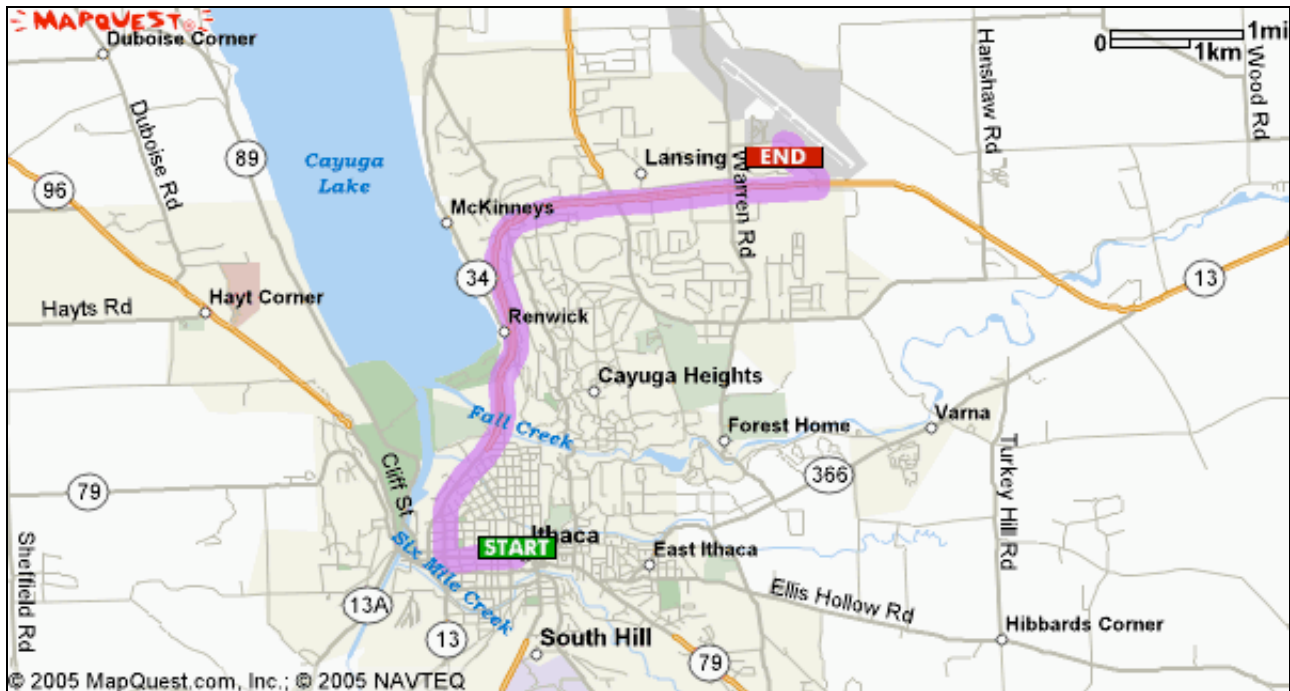 MAPQUEST
Duboise Corner
0 1mi
1km
Hanshaw Rd
Wood Rd
Duboise Rd
89
Cayuga
Lake
Lansing
END
Warren Rd
96
McKinneys
34
13
Hayts Rd
Hayt Corner
Renwick
Cayuga Heights
Fall Creek
Forest Home
Varna
366
Turkey Hill Rd
79
Cliff St
Sheffield Rd
START
Ithaca
East Ithaca
Six Mile Creek
13A
Ellis Hollow Rd
Hibbards Corner
13
South Hill
79
© 2005 MapQuest.com, Inc.; © 2005 NAVTEQ